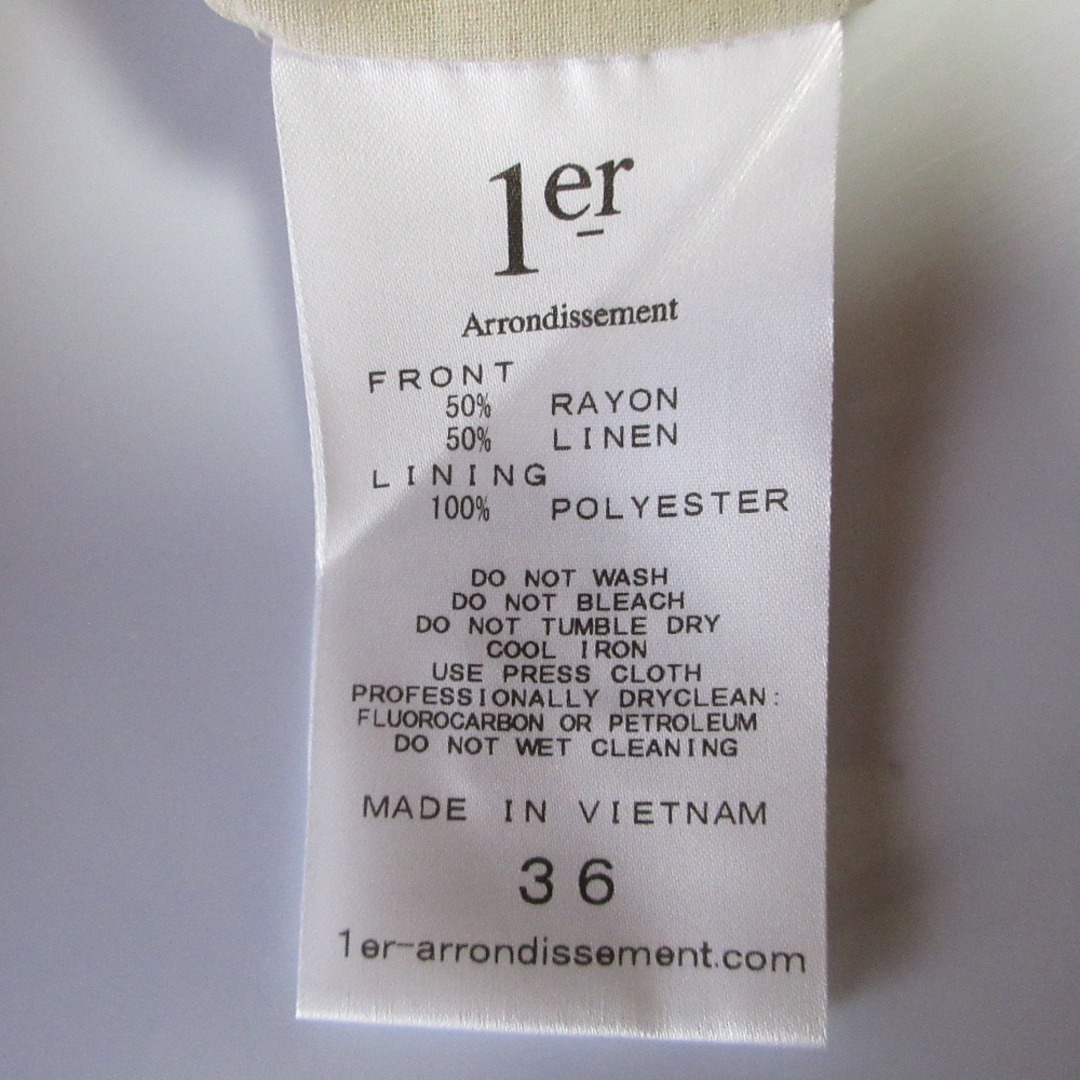 1er
Arrondissement
FRONT
50% RAYON
50% LINEN
LINING
100% POLYESTER
DO NOT WASH
DO NOT BLEACH
DO NOT TUMBLE DRY
COOL IRON
USE PRESS CLOTH
PROFESSIONALLY DRYCLEAN:
FLUOROCARBON OR PETROLEUM
DO NOT WET CLEANING
MADE IN VIETNAM
36
1er-arrondissement.com